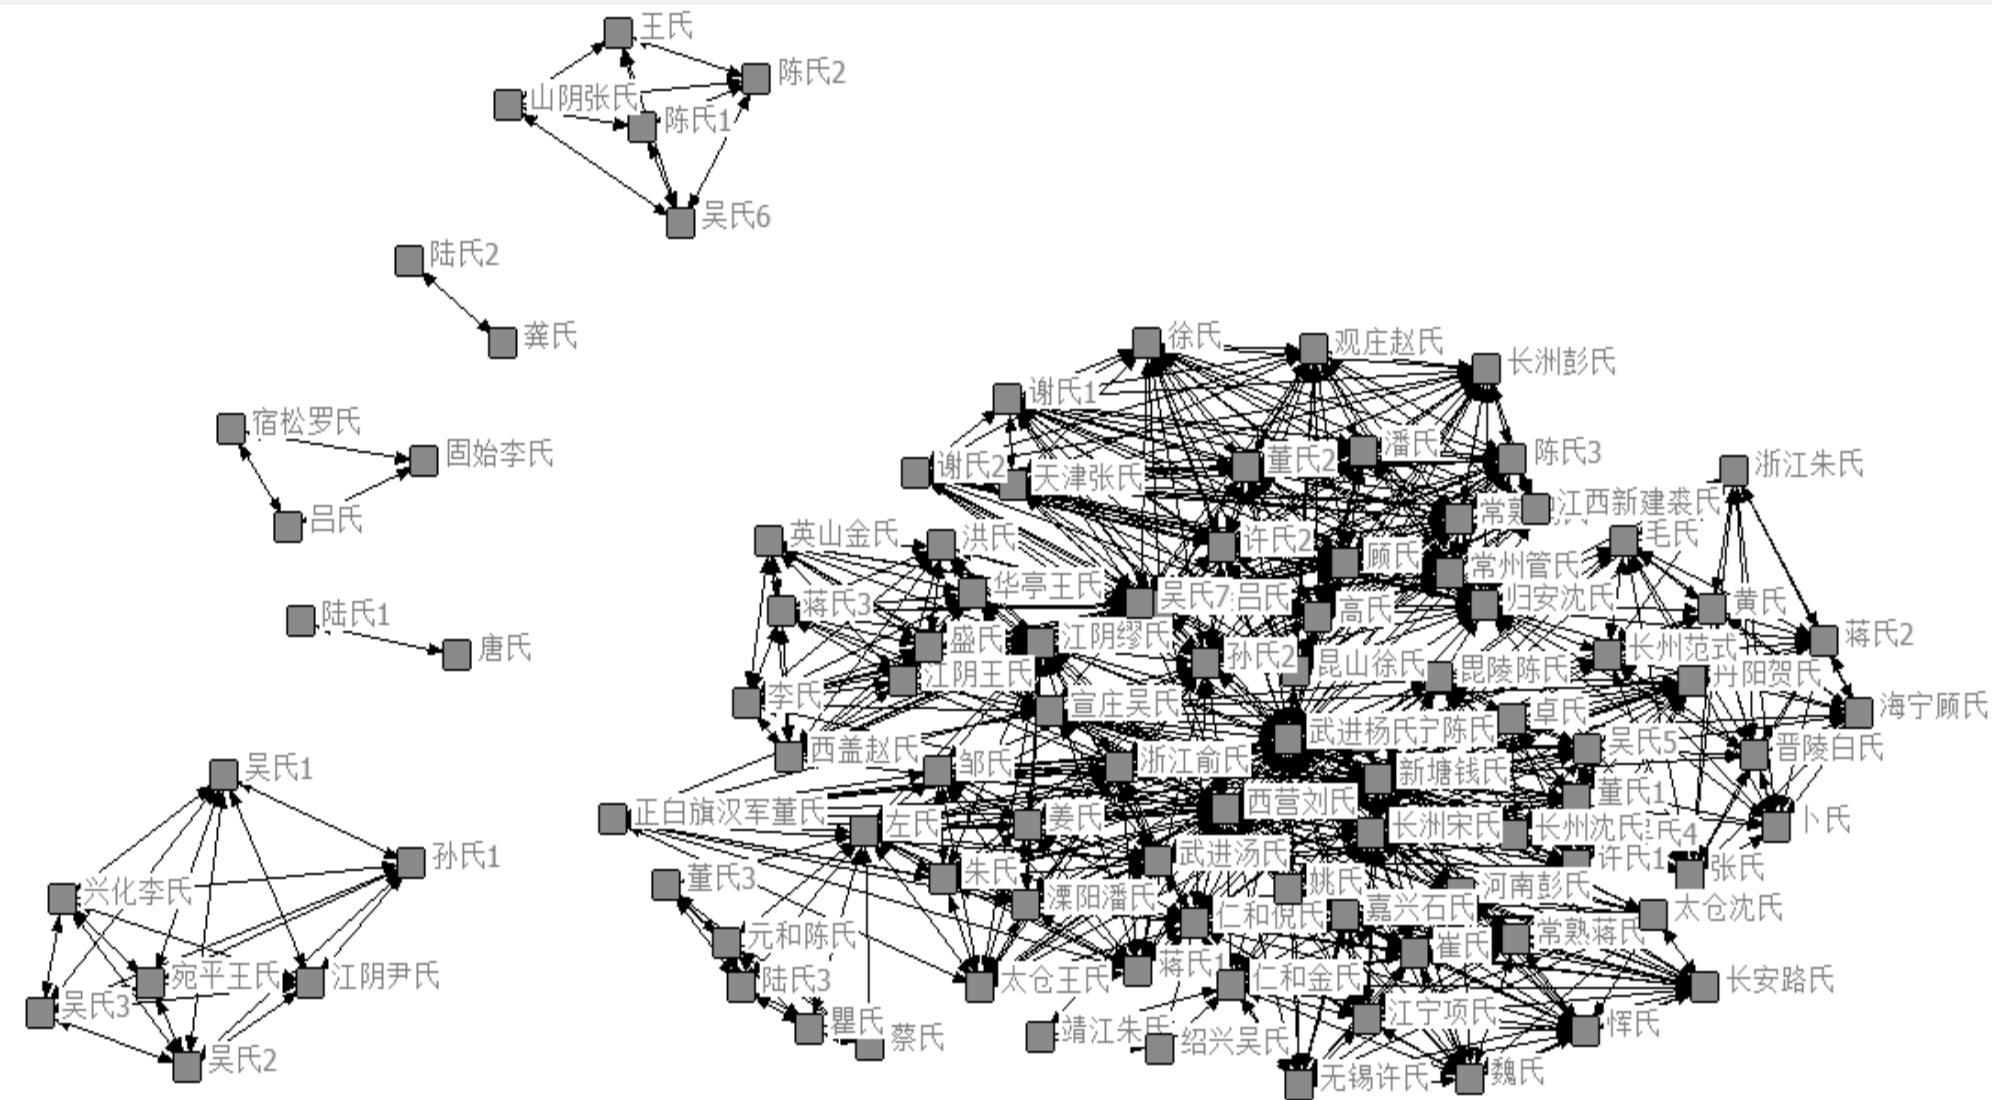 王氏
陈氏2
山阴张氏
陈氏1
吴氏6
陆氏2
龚氏
宿松罗氏
固始李氏
吕氏
陆氏1
唐氏
吴氏1
孙氏1
兴化李氏
宛平王氏
江阴尹氏
吴氏3
吴氏2
徐氏
观庄赵氏
长洲彭氏
谢氏1
谢氏2
天津张氏
董氏2
潘氏
陈氏3
浙江朱氏
常熟
江西新建裘氏
毛氏
英山金氏
洪氏
许氏2
顾氏
常州管氏
华亭王氏
蒋氏3
吴氏7
吕氏
高氏
归安沈氏
黄氏
蒋氏2
盛氏
江阴缪氏
孙氏2
昆山徐氏
毘陵陈氏
长州范式
丹阳贺氏
江阴王氏
李氏
宣庄吴氏
海宁顾氏
武进杨氏
宁陈氏
卓氏
吴氏5
晋陵白氏
西盖赵氏
邹氏
浙江俞氏
新塘钱氏
董氏1
西营刘氏
正白旗汉军董氏
左氏
姜氏
长洲宋氏
长州沈氏
氏4
卜氏
武进汤氏
许氏1
张氏
董氏3
朱氏
溧阳潘氏
姚氏
河南彭氏
太仓沈氏
仁和倪氏
嘉兴石氏
元和陈氏
崔氏
常熟蒋氏
陆氏3
太仓王氏
蒋氏1
仁和金氏
长安路氏
瞿氏
蔡氏
靖江朱氏
绍兴吴氏
江宁项氏
恽氏
无锡许氏
魏氏